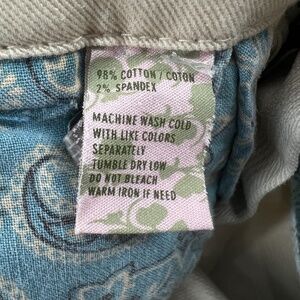 98% COTTON / COTON
2% SPANDEX
MACHINE WASH COLD
WITH LIKE COLORS
SEPARATELY
TUMBLE DRY LOW
DO NOT BLEACH
WARM IRON IF NEED